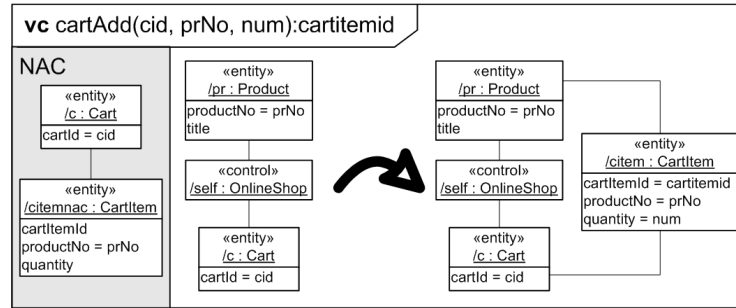 vc cartAdd(cid, prNo, num):cartitemid
NAC
«entity»
/c : Cart
cartId = cid
«entity»
/citemnac : CartItem
cartItemId
productNo = prNo
quantity
«entity»
/pr : Product
productNo = prNo
title
«control»
/self : OnlineShop
«entity»
/c : Cart
cartId = cid
«entity»
/pr : Product
productNo = prNo
title
«control»
/self : OnlineShop
«entity»
/c : Cart
cartId = cid
«entity»
/citem : CartItem
cartItemId = cartitemid
productNo = prNo
quantity = num